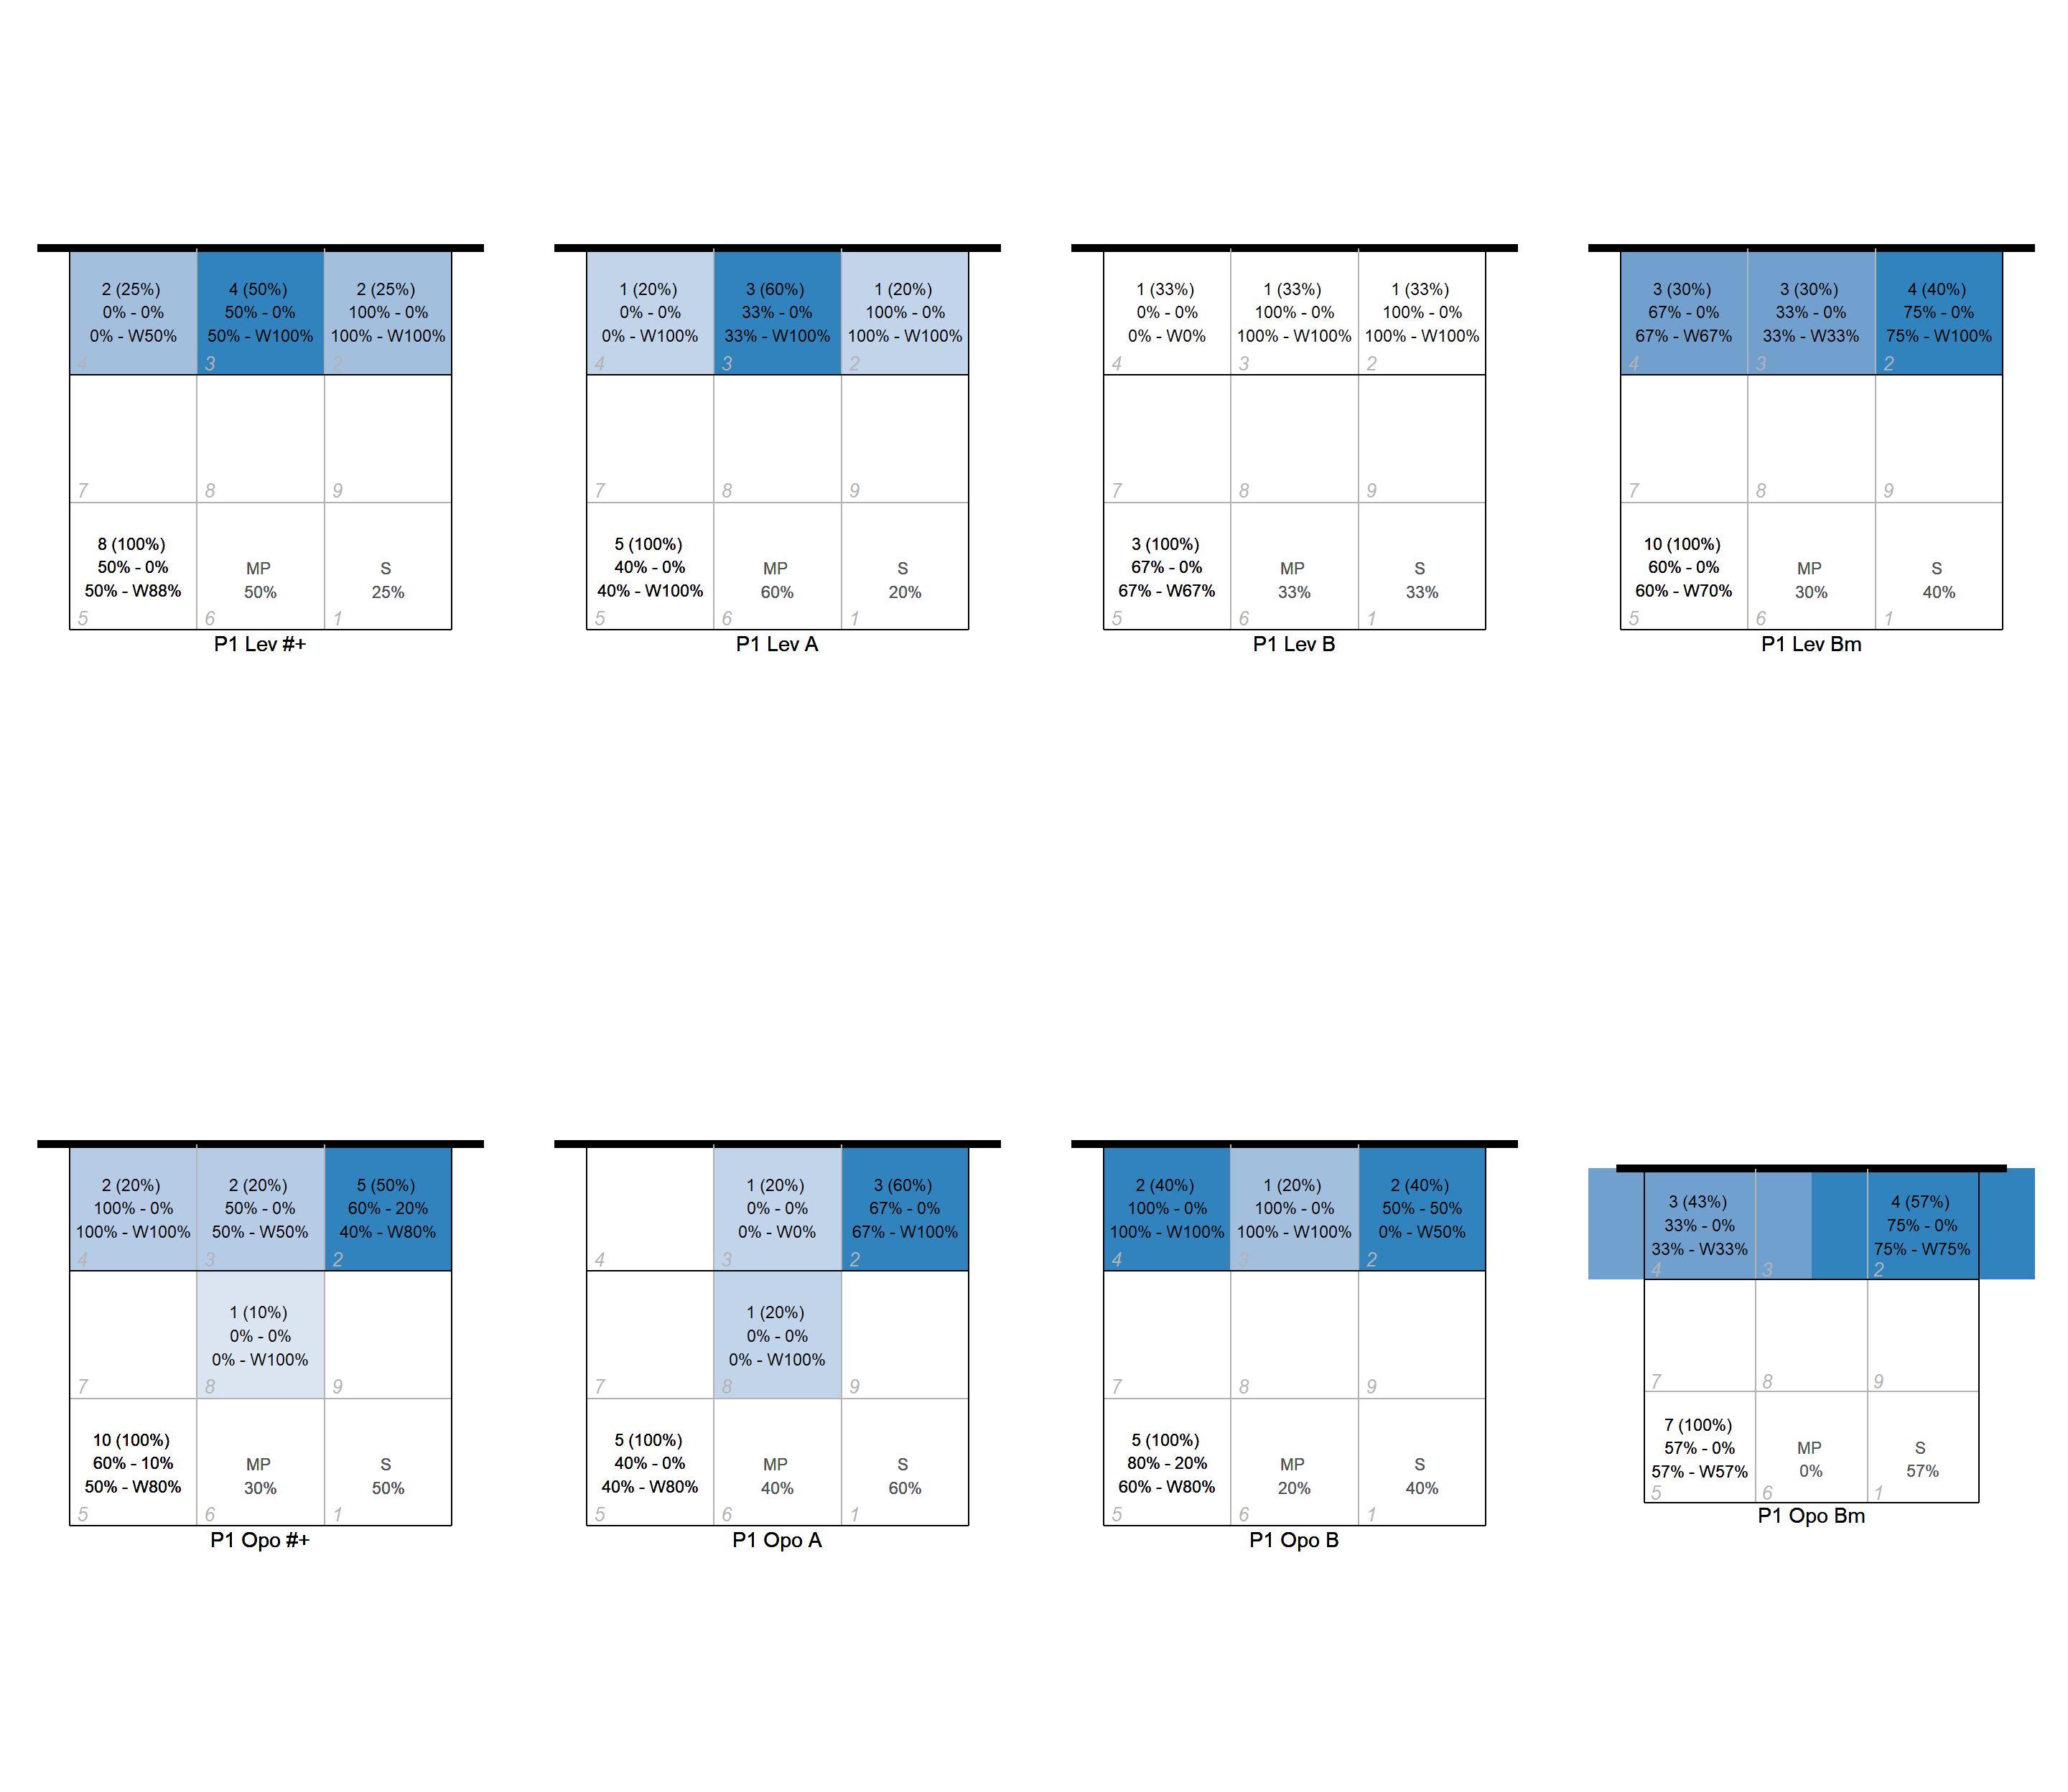 2 (25%)
0% - 0%
0% - W50%
4
4 (50%)
50% - 0%
50% - W100%
3
2 (25%)
100% - 0%
100% - W100%
2
7
8
9
8 (100%)
50% - 0%
50% - W88%
5
MP
50%
6
S
25%
1
P1 Lev #+
1 (20%)
0% - 0%
0% - W100%
4
3 (60%)
33% - 0%
33% - W100%
3
1 (20%)
100% - 0%
100% - W100%
2
7
8
9
5 (100%)
40% - 0%
40% - W100%
5
MP
60%
6
S
20%
1
P1 Lev A
1 (33%)
0% - 0%
0% - W0%
4
1 (33%)
100% - 0%
100% - W100%
3
1 (33%)
100% - 0%
100% - W100%
2
7
8
9
3 (100%)
67% - 0%
67% - W67%
5
MP
33%
6
S
33%
1
P1 Lev B
3 (30%)
67% - 0%
67% - W67%
4
3 (30%)
33% - 0%
33% - W33%
3
4 (40%)
75% - 0%
75% - W100%
2
7
8
9
10 (100%)
60% - 0%
60% - W70%
5
MP
30%
6
S
40%
1
P1 Lev Bm
2 (20%)
100% - 0%
100% - W100%
4
2 (20%)
50% - 0%
50% - W50%
3
5 (50%)
60% - 20%
40% - W80%
2
7
1 (10%)
0% - 0%
0% - W100%
8
9
10 (100%)
60% - 10%
50% - W80%
5
MP
30%
6
S
50%
1
P1 Opo #+
4
1 (20%)
0% - 0%
0% - W0%
3
3 (60%)
67% - 0%
67% - W100%
2
7
1 (20%)
0% - 0%
0% - W100%
8
9
5 (100%)
40% - 0%
40% - W80%
5
MP
40%
6
S
60%
1
P1 Opo A
2 (40%)
100% - 0%
100% - W100%
4
1 (20%)
100% - 0%
100% - W100%
3
2 (40%)
50% - 50%
0% - W50%
2
7
8
9
5 (100%)
80% - 20%
60% - W80%
5
MP
20%
6
S
40%
1
P1 Opo B
3 (43%)
33% - 0%
33% - W33%
4
3
4 (57%)
75% - 0%
75% - W75%
2
7
8
9
7 (100%)
57% - 0%
57% - W57%
5
MP
0%
6
S
57%
1
P1 Opo Bm